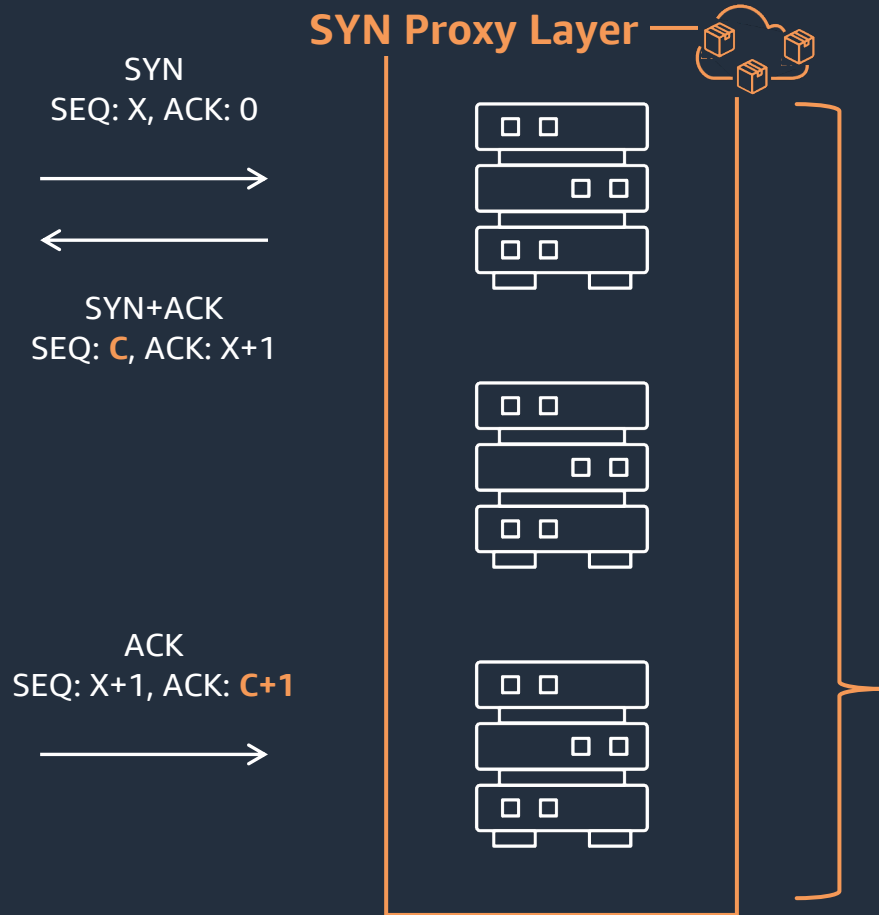 SYN Proxy Layer
SYN
SEQ: X, ACK: 0
SYN+ACK
SEQ: C, ACK: X+1
ACK
SEQ: X+1, ACK: C+1